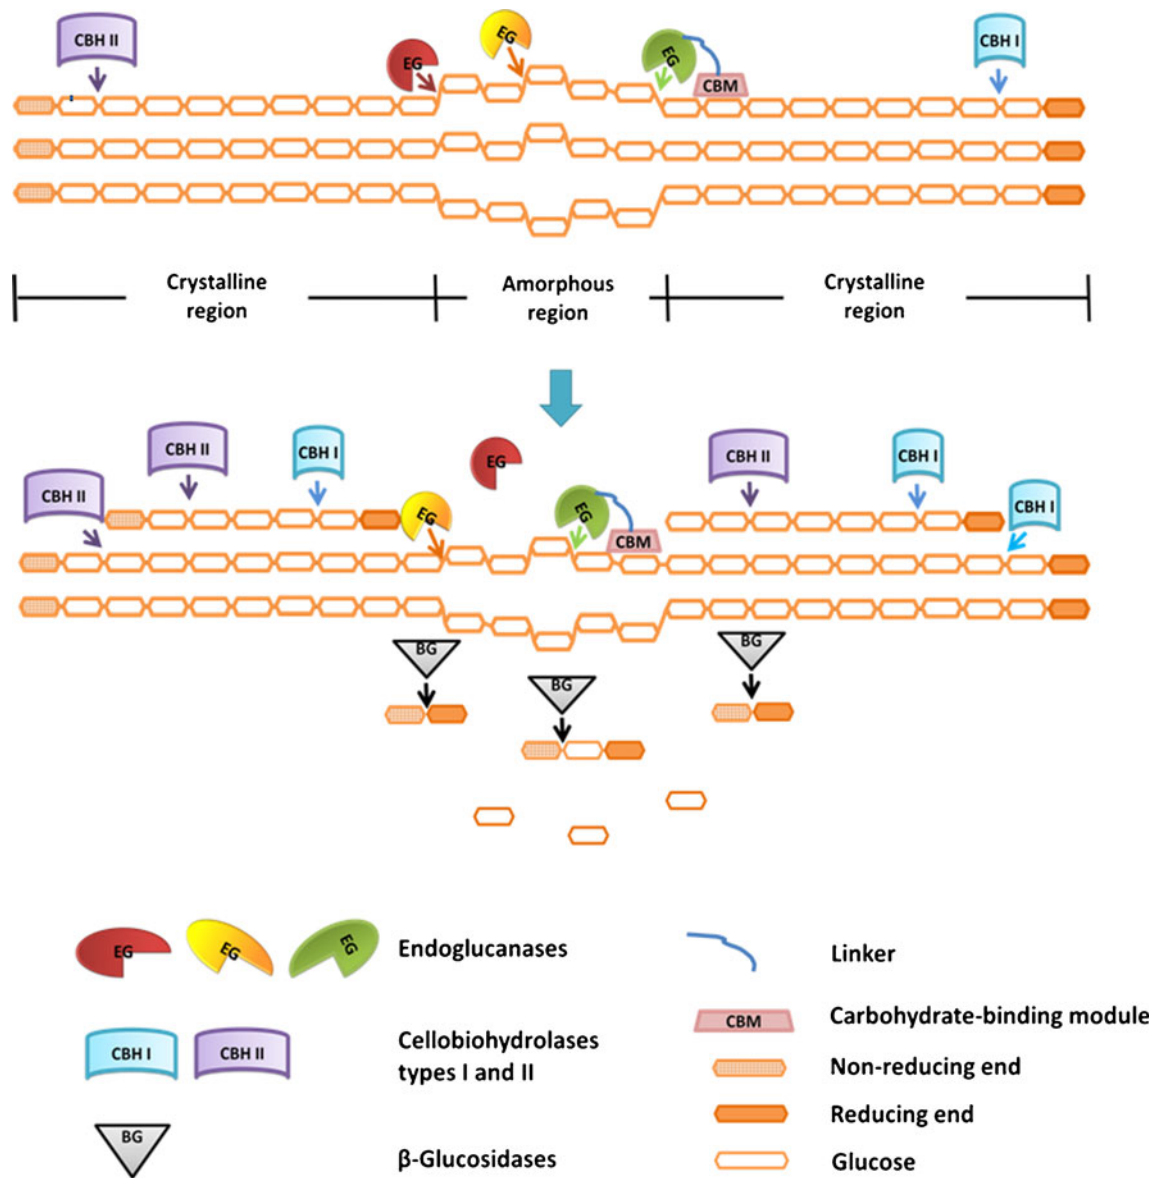 CBH II
EG
EG
EG
CBM
CBH I
Crystalline
region
Amorphous
region
Crystalline
region
CBH II
CBH II
CBH I
EG
EG
EG
CBM
CBH II
CBH I
CBH I
BG
BG
BG
EG
EG
EG
Endoglucanases
CBH I
CBH II
Cellobiohydrolases
types I and II
BG
β-Glucosidases
Linker
CBM
Carbohydrate-binding module
Non-reducing end
Reducing end
Glucose